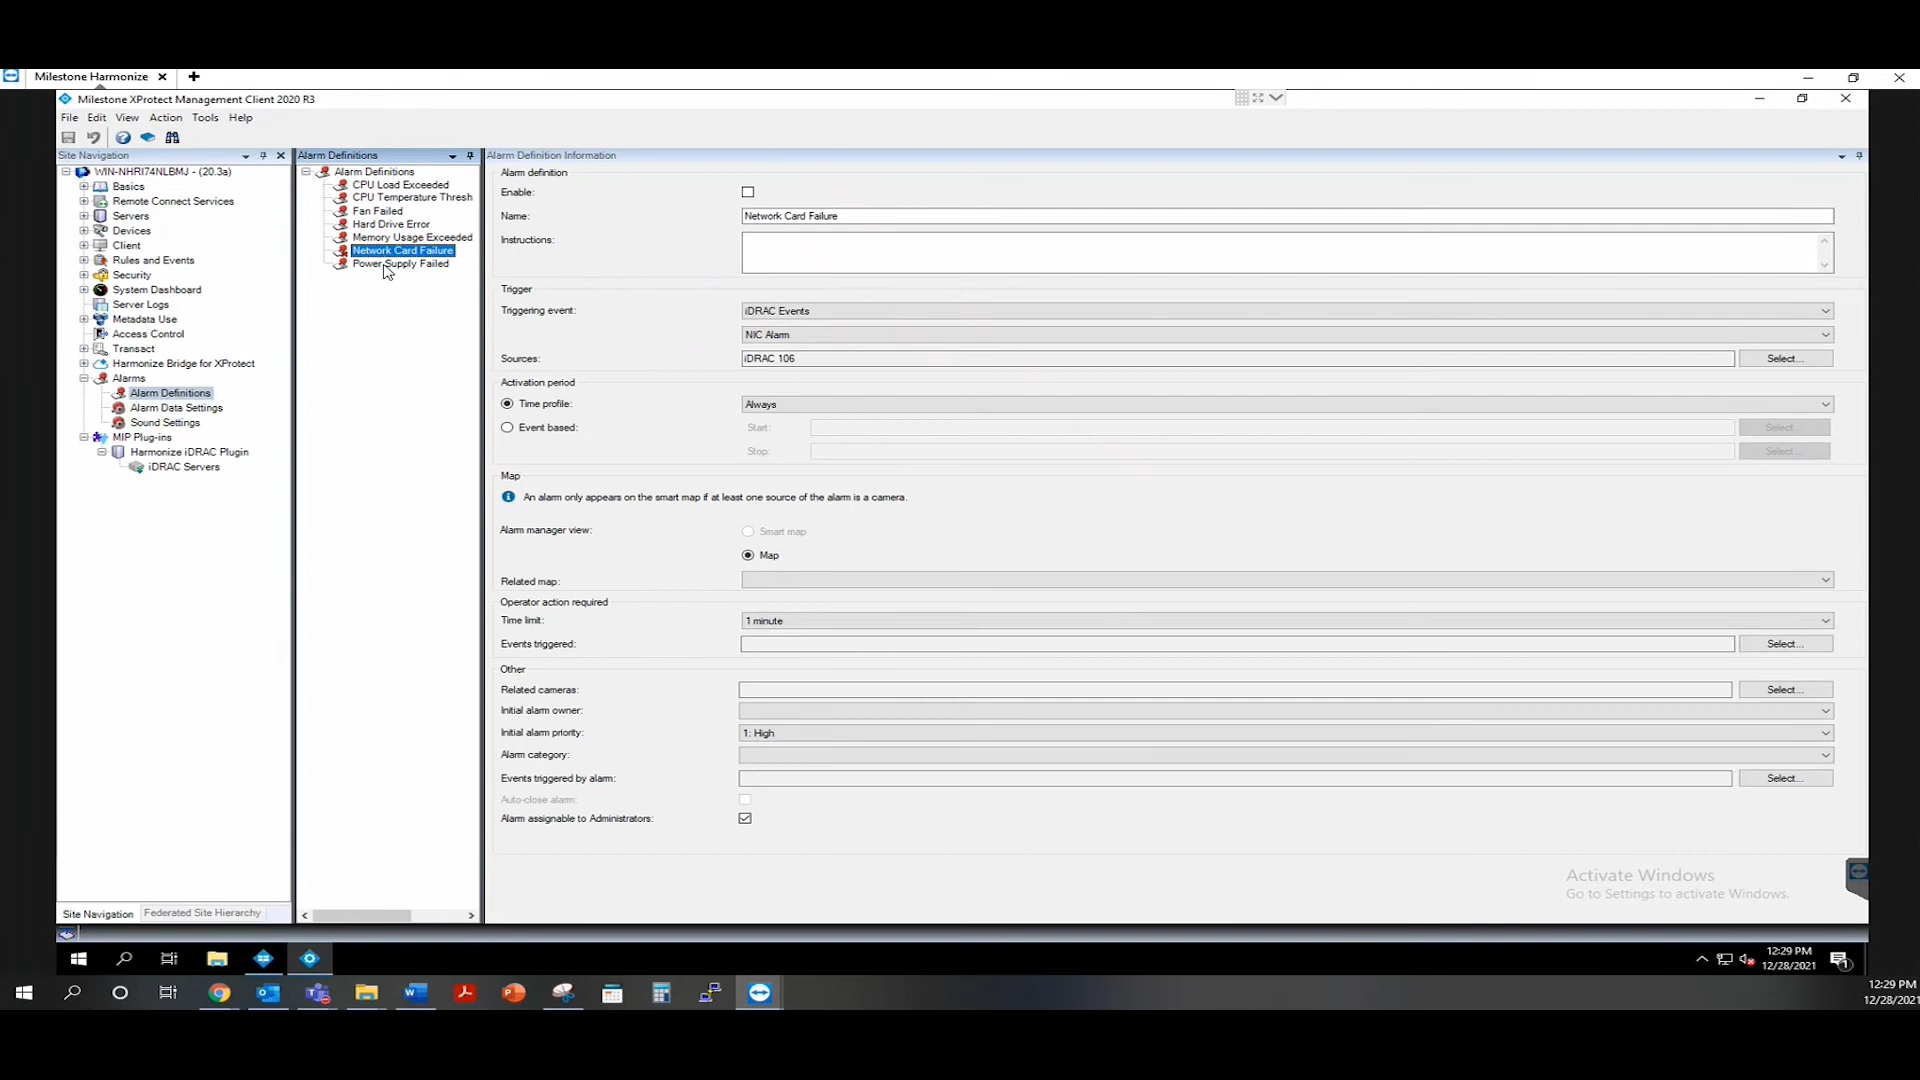 Milestone Harmonize
Milestone XProtect Management Client 2020 R3
File Edit View Action Tools Help
Site Navigation
WIN-NHRI74NLBMJ - (20.3a)
Basics
Remote Connect Services
Servers
Devices
Client
Rules and Events
Security
System Dashboard
Server Logs
Metadata Use
Access Control
Transact
Harmonize Bridge for XProtect
Alarms
Alarm Definitions
Alarm Data Settings
Sound Settings
MIP Plug-ins
Harmonize iDRAC Plugin
iDRAC Servers
Site Navigation Federated Site Hierarchy
Alarm Definitions
Alarm Definitions
CPU Load Exceeded
CPU Temperature Thresh
Fan Failed
Hard Drive Error
Memory Usage Exceeded
Network Card Failure
Power Supply Failed
Alarm Definition Information
Alarm definition
Enable:
Name: Network Card Failure
Instructions:
Trigger
Triggering event: iDRAC Events
NIC Alarm
Sources: iDRAC 106 Select...
Activation period
Time profile: Always
Event based: Start: Select...
Stop: Select...
Map
An alarm only appears on the smart map if at least one source of the alarm is a camera.
Alarm manager view: Smart map
Map
Related map:
Operator action required
Time limit: 1 minute
Events triggered: Select...
Other
Related cameras: Select...
Initial alarm owner:
Initial alarm priority: 1: High
Alarm category:
Events triggered by alarm: Select...
Auto-close alarm:
Alarm assignable to Administrators:
Activate Windows
Go to Settings to activate Windows.
12:29 PM
12/28/2021
1
12:29 PM
12/28/2021